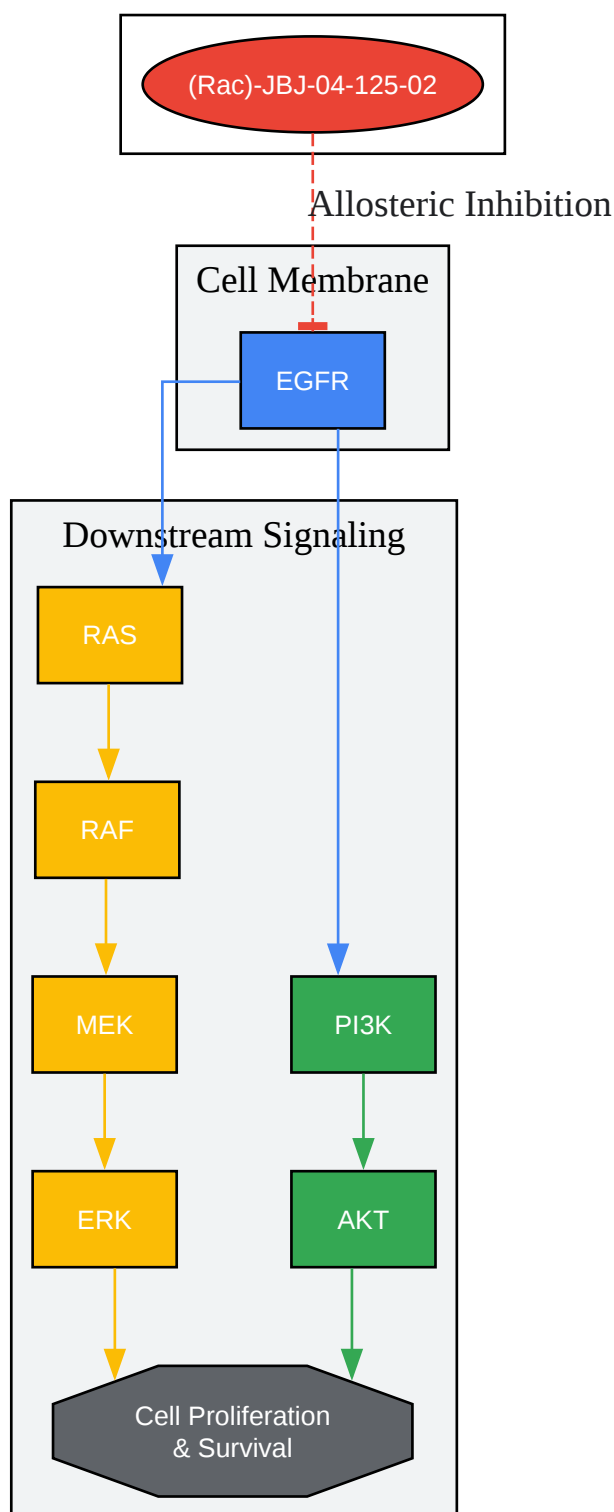 (Rac)-JBJ-04-125-02
Allosteric Inhibition
Cell Membrane
EGFR
Downstream Signaling
RAS
RAF
MEK
PI3K
ERK
AKT
Cell Proliferation
& Survival